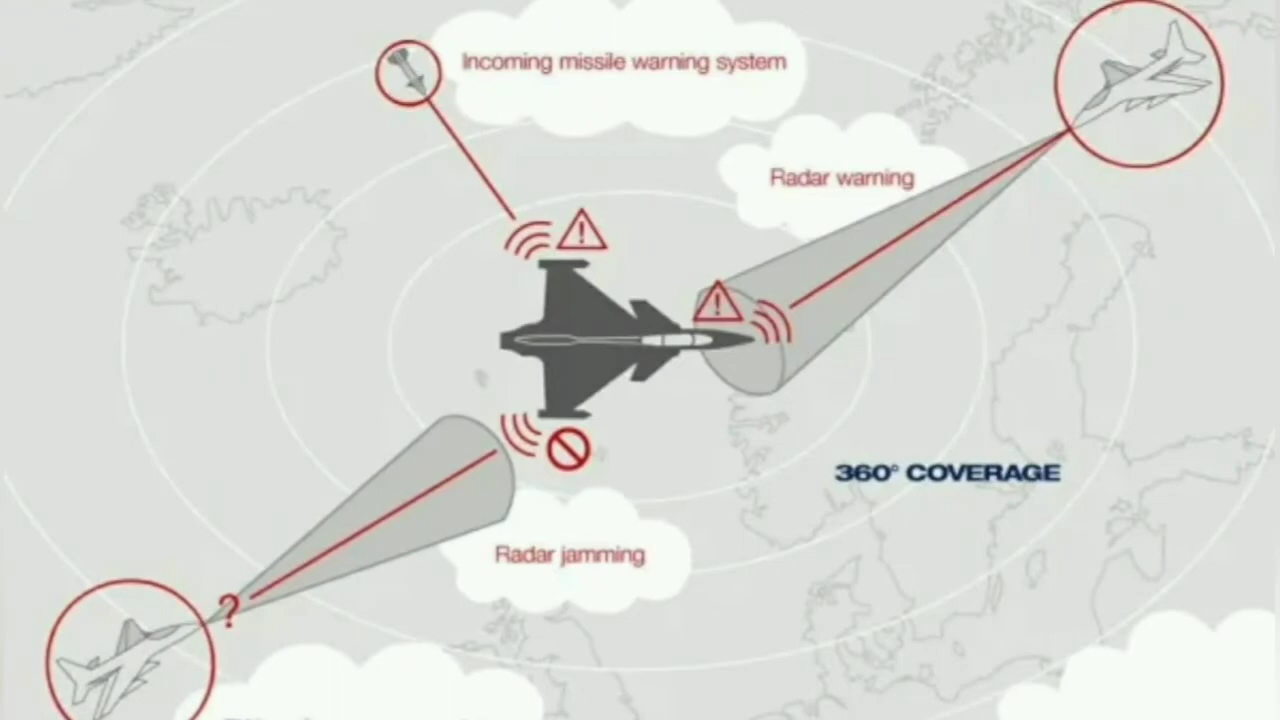 Incoming missile warning system
Radar warning
360° COVERAGE
Radar jamming
?